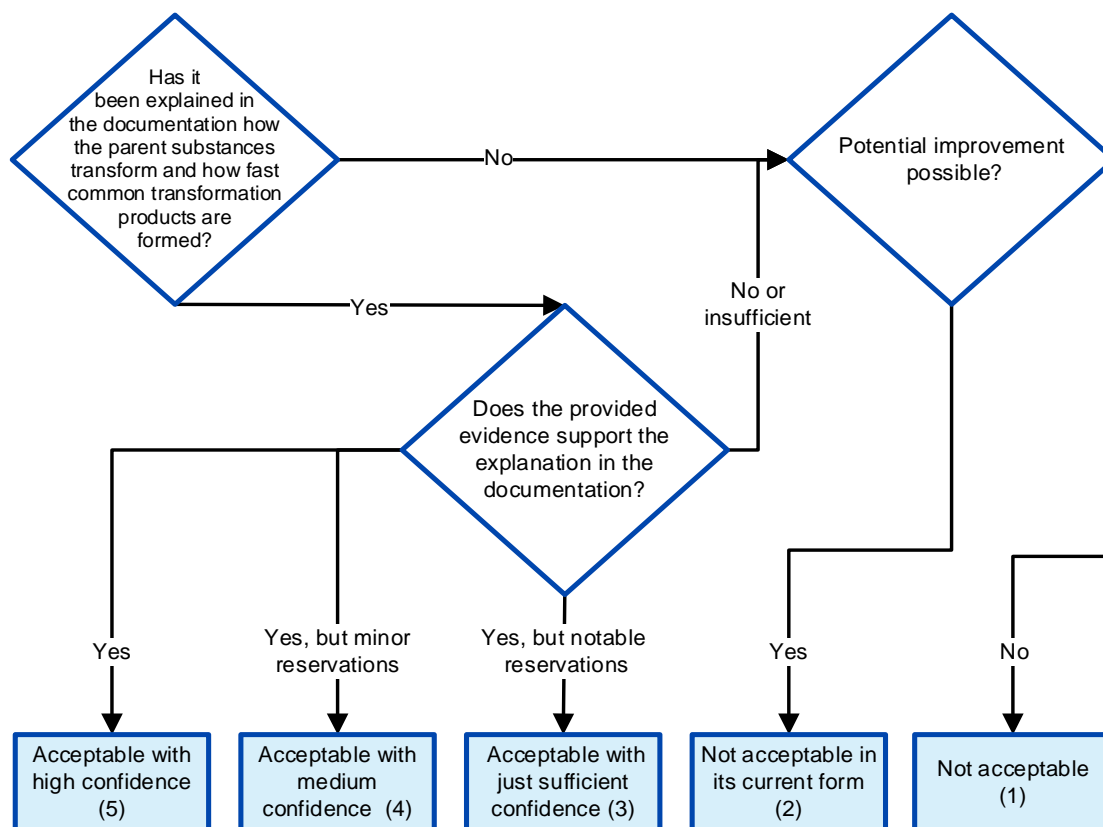 Has it
been explained in
the documentation how
the parent substances
transform and how fast
common transformation
products are
formed?
No
Potential improvement
possible?
Yes
No or
insufficient
Does the provided
evidence support the
explanation in the
documentation?
Yes
Yes, but minor
reservations
Yes, but notable
reservations
Yes
No
Acceptable with
high confidence
(5)
Acceptable with
medium
confidence (4)
Acceptable with
just sufficient
confidence (3)
Not acceptable in
its current form
(2)
Not acceptable
(1)